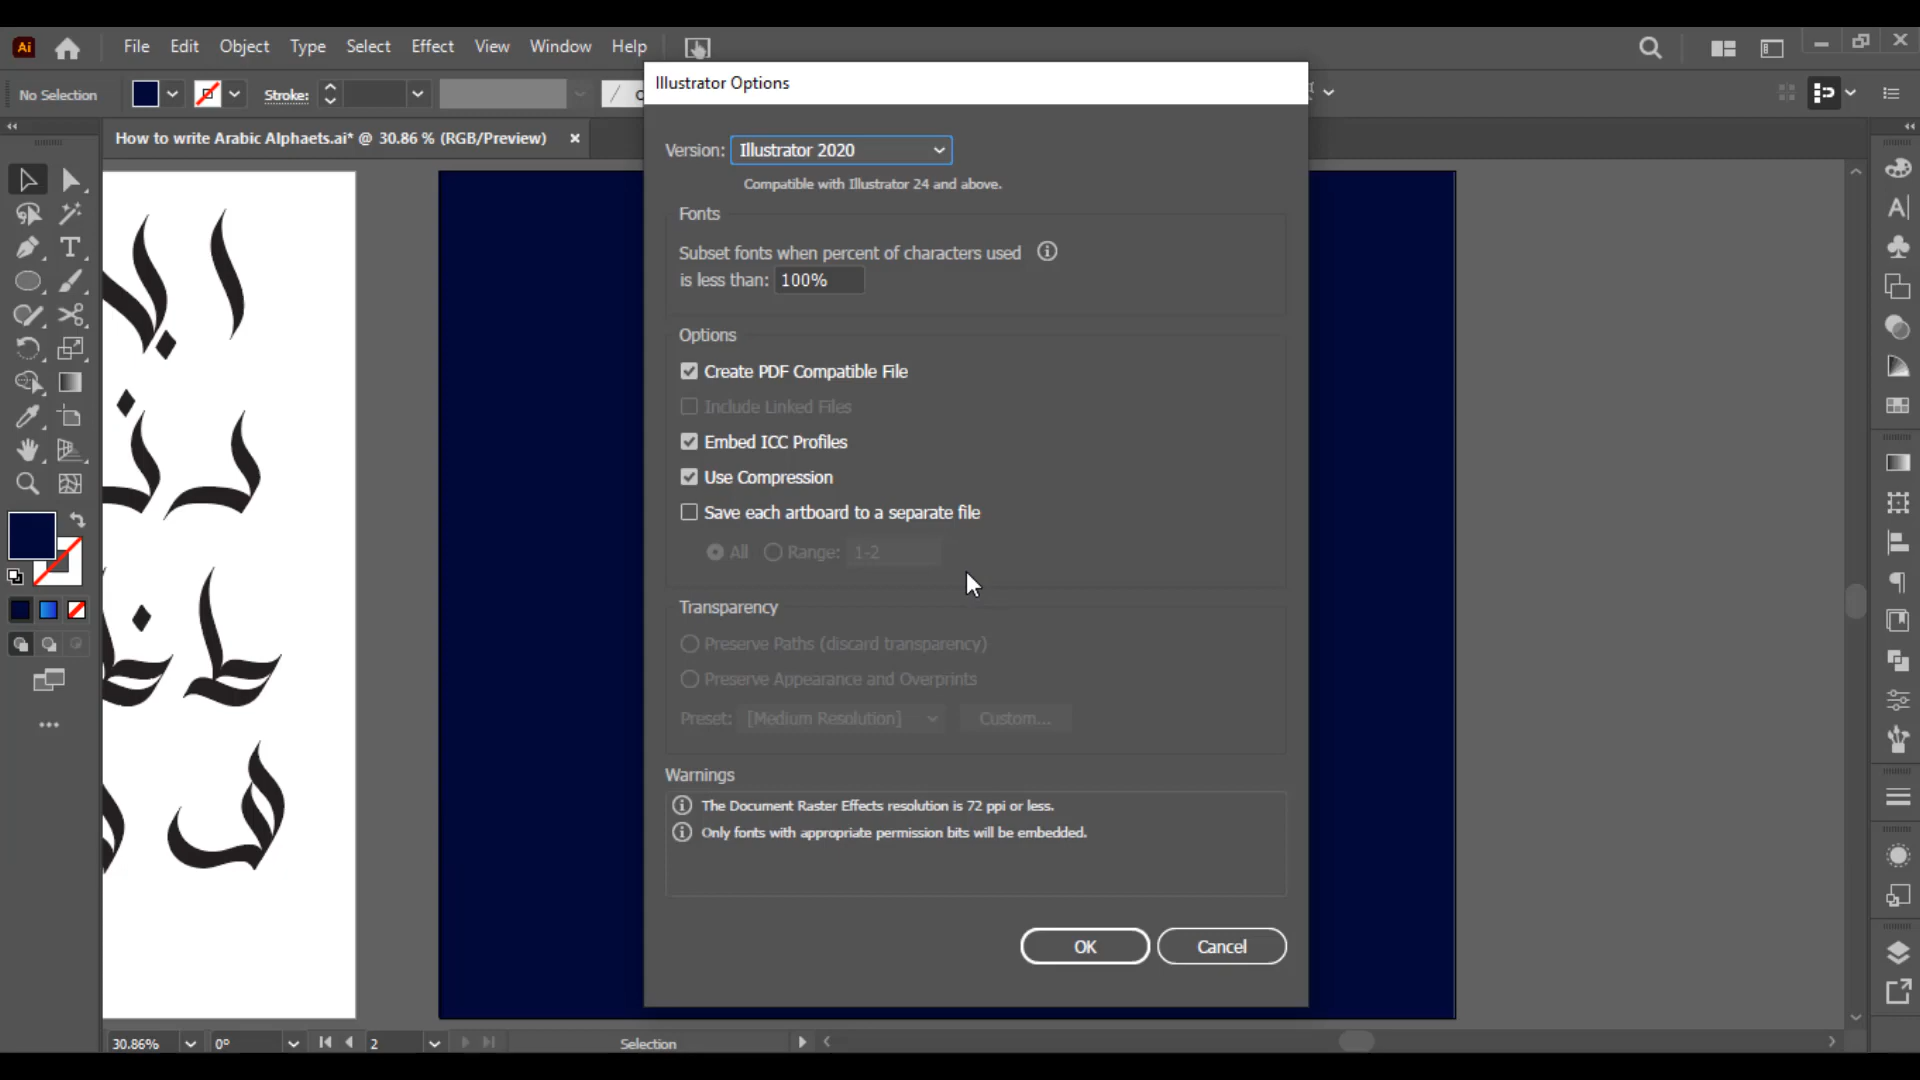 Ai File Edit Object Type Select Effect View Window Help
No Selection Stroke:
Illustrator Options
How to write Arabic Alphaets.ai* @ 30.86 % (RGB/Preview) ×
Version: Illustrator 2020
Compatible with Illustrator 24 and above.
Fonts
Subset fonts when percent of characters used
is less than: 100%
Options
Create PDF Compatible File
Include Linked Files
Embed ICC Profiles
Use Compression
Save each artboard to a separate file
All Range: 1-2
Transparency
Preserve Paths (discard transparency)
Preserve Appearance and Overprints
Preset: [Medium Resolution] Custom...
Warnings
The Document Raster Effects resolution is 72 ppi or less.
Only fonts with appropriate permission bits will be embedded.
OK Cancel
30.86% 0° 2 Selection